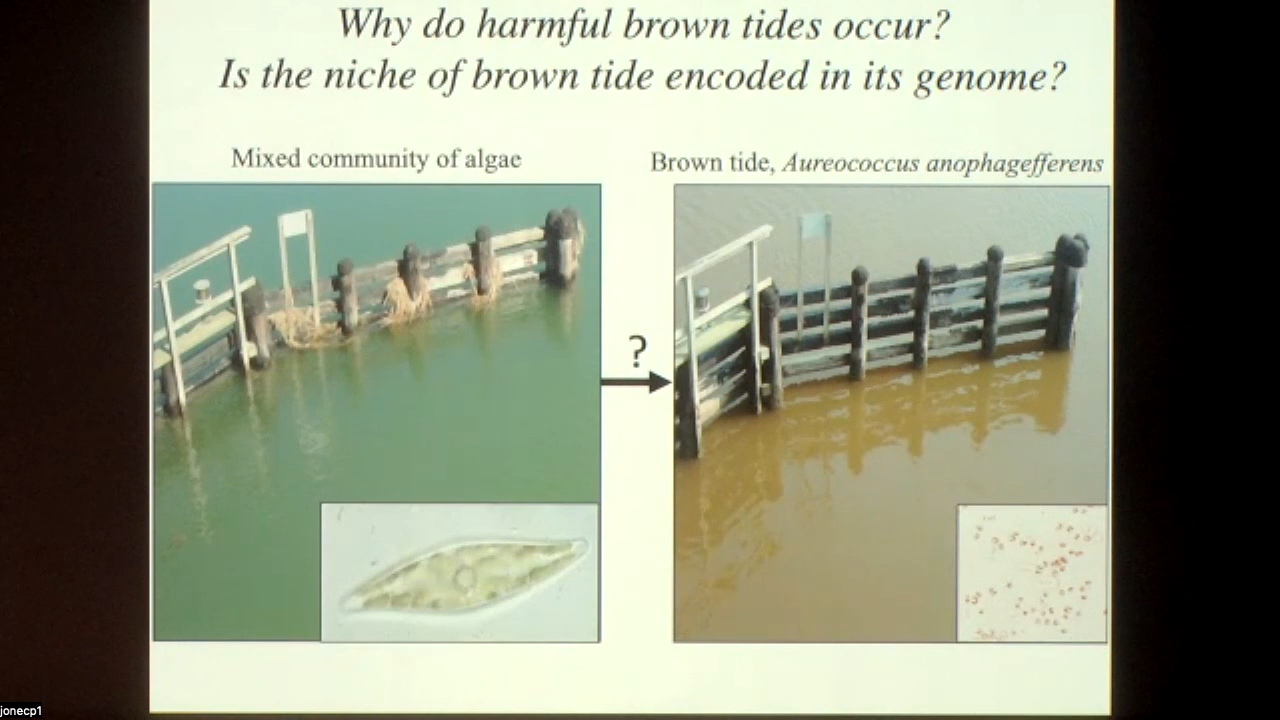 Why do harmful brown tides occur?
Is the niche of brown tide encoded in its genome?
Mixed community of algae
Brown tide, Aureococcus anophagefferens
?
jonecp1